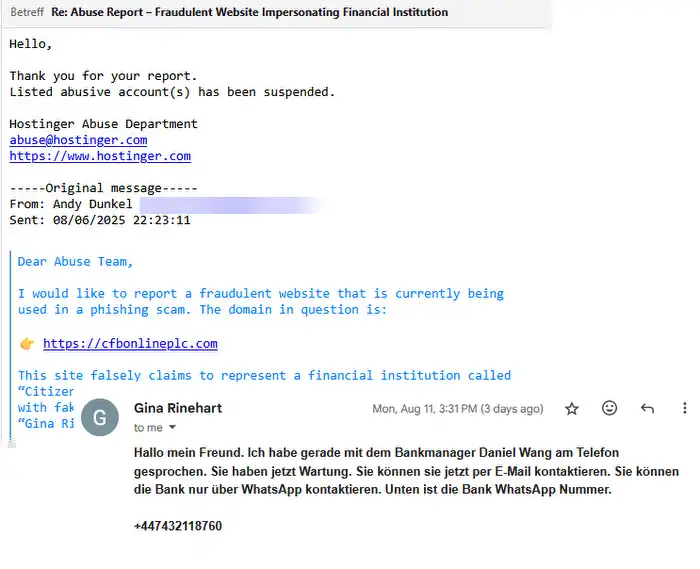 Betreff Re: Abuse Report – Fraudulent Website Impersonating Financial Institution
Hello,
Thank you for your report.
Listed abusive account(s) has been suspended.
Hostinger Abuse Department
abuse@hostinger.com
https://www.hostinger.com
-----Original message-----
From: Andy Dunkel
Sent: 08/06/2025 22:23:11
Dear Abuse Team,
I would like to report a fraudulent website that is currently being
used in a phishing scam. The domain in question is:
👉 https://cfbonlineplc.com
This site falsely claims to represent a financial institution called
“Citizen
with fak
“Gina Ri
G
Gina Rinehart
Mon, Aug 11, 3:31 PM (3 days ago)
to me
Hallo mein Freund. Ich habe gerade mit dem Bankmanager Daniel Wang am Telefon
gesprochen. Sie haben jetzt Wartung. Sie können sie jetzt per E-Mail kontaktieren. Sie können
die Bank nur über WhatsApp kontaktieren. Unten ist die Bank WhatsApp Nummer.
+447432118760